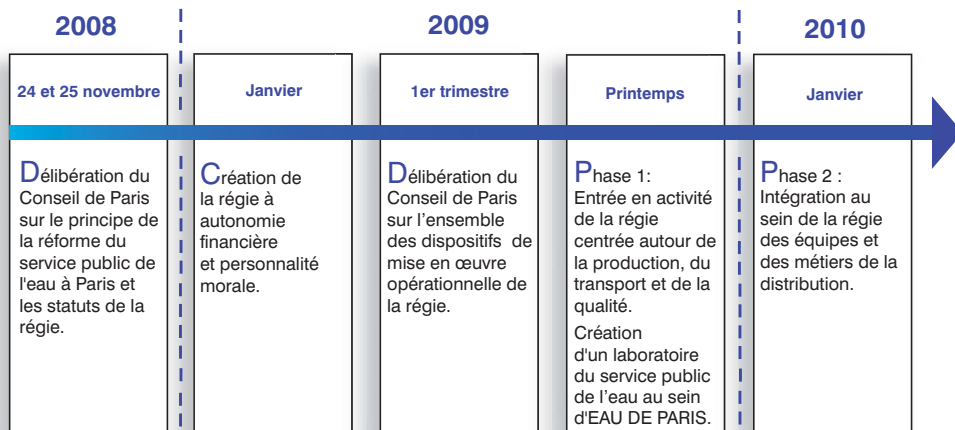 2008
2009
2010
24 et 25 novembre
Janvier
1er trimestre
Printemps
Janvier
Délibération du
Conseil de Paris
sur le principe de
la réforme du
service public de
l'eau à Paris et
les statuts de la
régie.
Création de
la régie à
autonomie
financière
et personnalité
morale.
Délibération du
Conseil de Paris
sur l’ensemble
des dispositifs de
mise en œuvre
opérationnelle de
la régie.
Phase 1:
Entrée en activité
de la régie
centrée autour de
la production, du
transport et de la
qualité.
Création
d'un laboratoire
du service public
de l’eau au sein
d'EAU DE PARIS.
Phase 2 :
Intégration au
sein de la régie
des équipes et
des métiers de la
distribution.